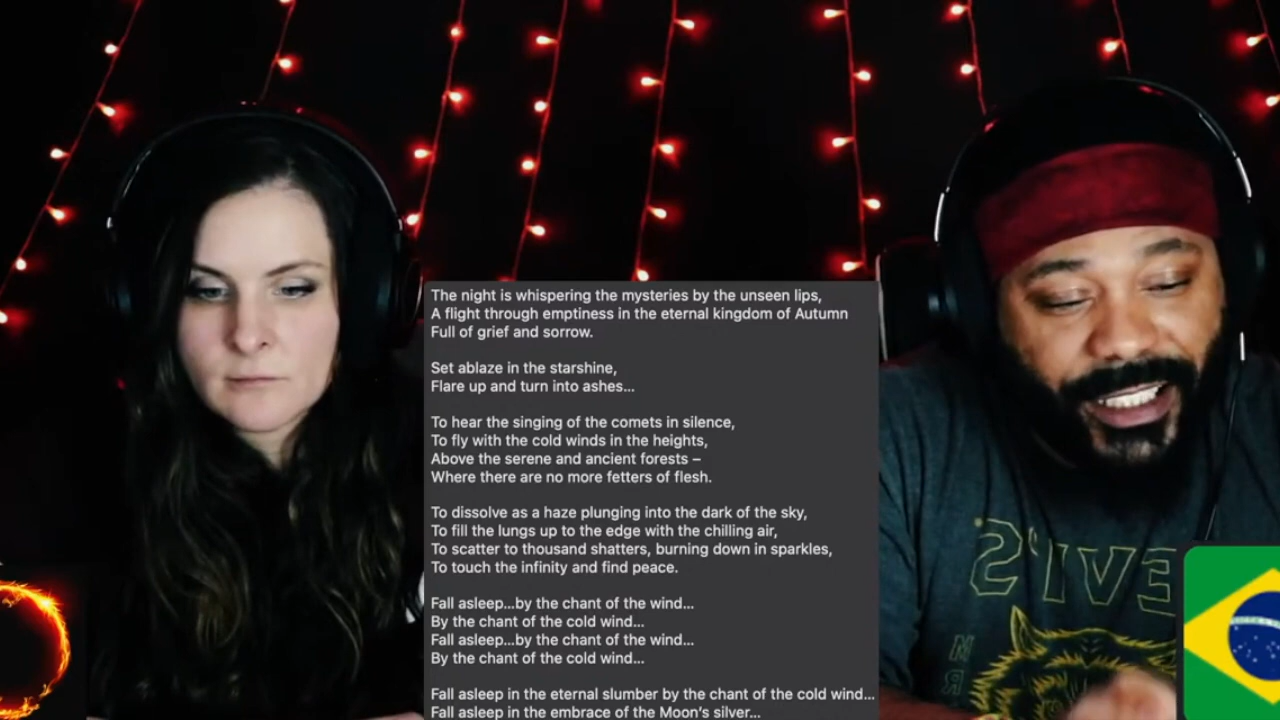 The night is whispering the mysteries by the unseen lips,
A flight through emptiness in the eternal kingdom of Autumn
Full of grief and sorrow.
Set ablaze in the starshine,
Flare up and turn into ashes...
To hear the singing of the comets in silence,
To fly with the cold winds in the heights,
Above the serene and ancient forests –
Where there are no more fetters of flesh.
To dissolve as a haze plunging into the dark of the sky,
To fill the lungs up to the edge with the chilling air,
To scatter to thousand shatters, burning down in sparkles,
To touch the infinity and find peace.
Fall asleep...by the chant of the wind...
By the chant of the cold wind...
Fall asleep...by the chant of the wind...
By the chant of the cold wind...
Fall asleep in the eternal slumber by the chant of the cold wind...
Fall asleep in the embrace of the Moon's silver...
LEVI'S